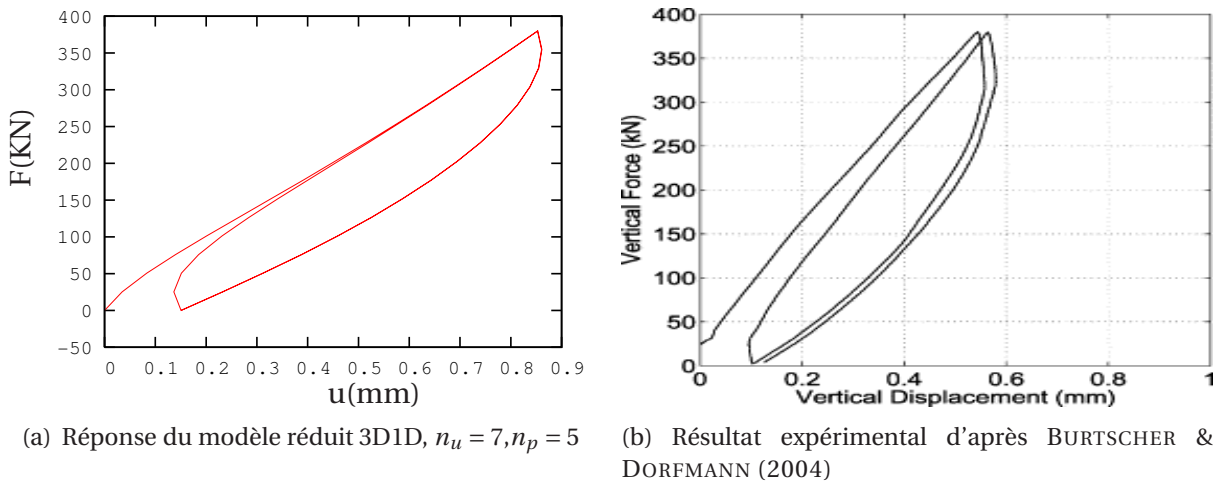 400
350
300
250
200
150
100
50
0
−50
F(KN)
0 0.1 0.2 0.3 0.4 0.5 0.6 0.7 0.8 0.9
u(mm)
(a) Réponse du modèle réduit 3D1D, n_u = 7, n_p = 5
400
350
300
250
200
150
100
50
0
Vertical Force (kN)
0 0.2 0.4 0.6 0.8 1
Vertical Displacement (mm)
(b) Résultat expérimental d'après BURTSCHER &
DORFMANN (2004)